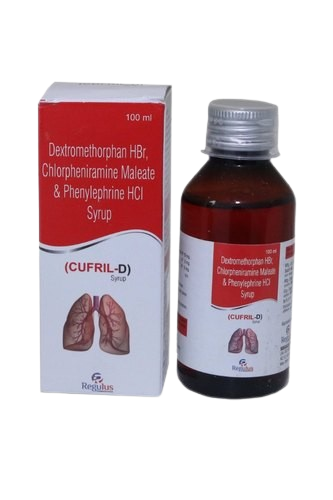 100 ml
Dextromethorphan HBr,
Chlorpheniramine Maleate
& Phenylephrine HCl
Syrup
(CUFRIL-D)
Syrup
Regulus
100 ml
Dextromethorphan HBr,
Chlorpheniramine Maleate
& Phenylephrine HCl
Syrup
(CUFRIL-D)
Syrup
Regulus